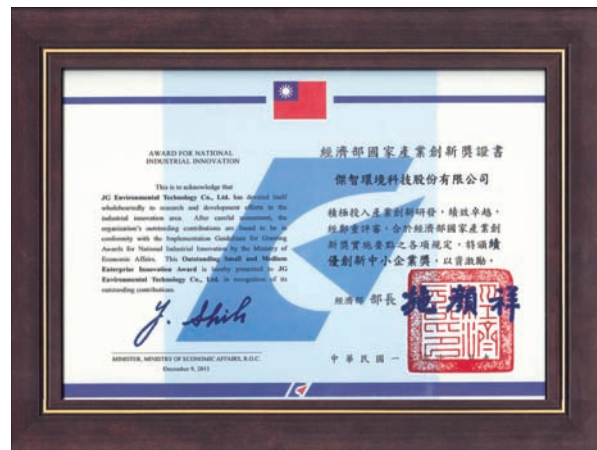 AWARD FOR NATIONAL
INDUSTRIAL INNOVATION
This is to acknowledge that
JG Environmental Technology Co., Ltd. has devoted itself
wholeheartedly to research and development efforts in the
industrial innovation area. After careful assessment, the
organization's outstanding contributions are found to be in
conformity with the Implementation Guidelines for Granting
Awards for National Industrial Innovation by the Ministry of
Economic Affairs. This Outstanding Small and Medium
Enterprise Innovation Award is hereby presented to JG
Environmental Technology Co., Ltd. in recognition of its
outstanding contributions.
Y. Shih
MINISTER, MINISTRY OF ECONOMIC AFFAIRS, R.O.C.
December 9, 2011
經濟部國家產業創新獎證書
傑智環境科技股份有限公司
積極投入產業創新研發，績效卓越，
經鄭重評審，合於經濟部國家產業創
新獎實施要點之各項規定，特頒績
優創新中小企業獎，以資激勵。
經濟部 部長 施顏祥
中華民國一